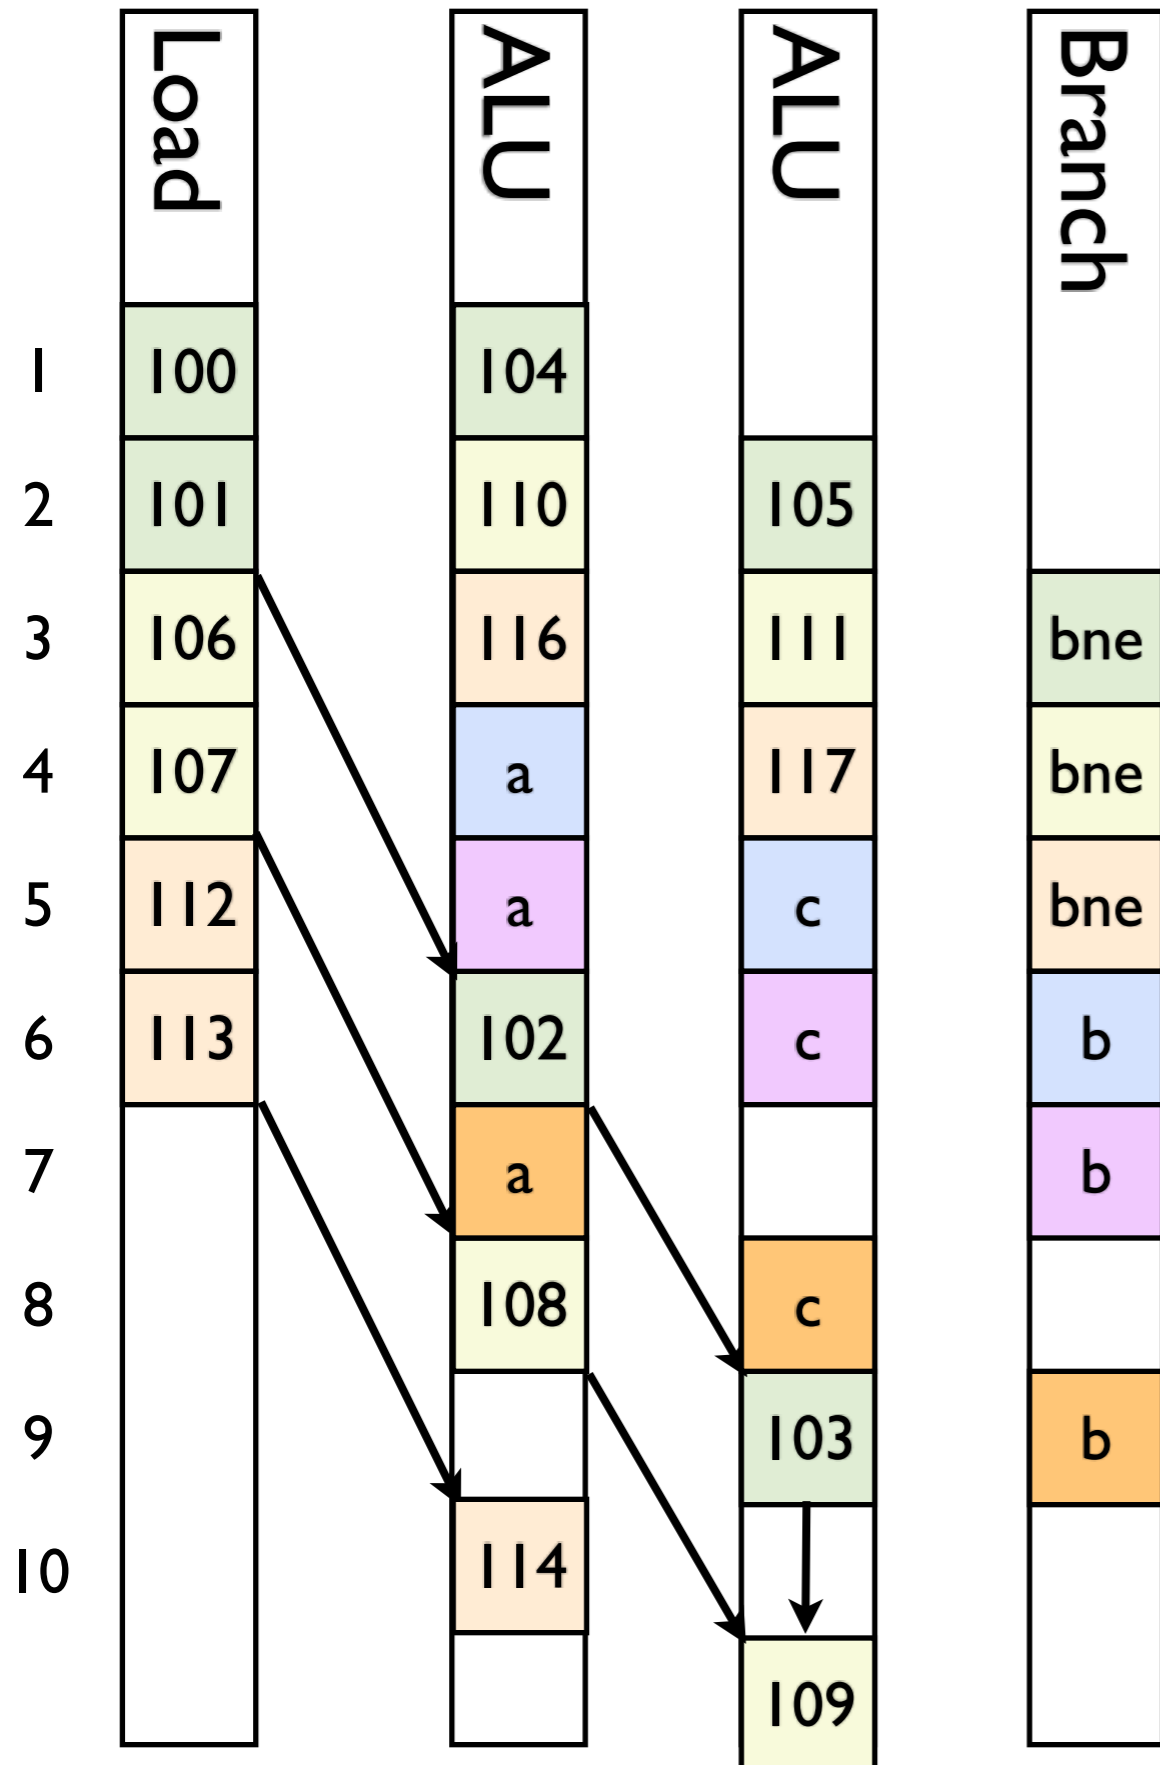 Load ALU ALU Branch
1 100 104
2 101 110 105
3 106 116 111 bne
4 107 a 117 bne
5 112 a c bne
6 113 102 c b
7 a b
8 108 c
9 103 b
10 114
109